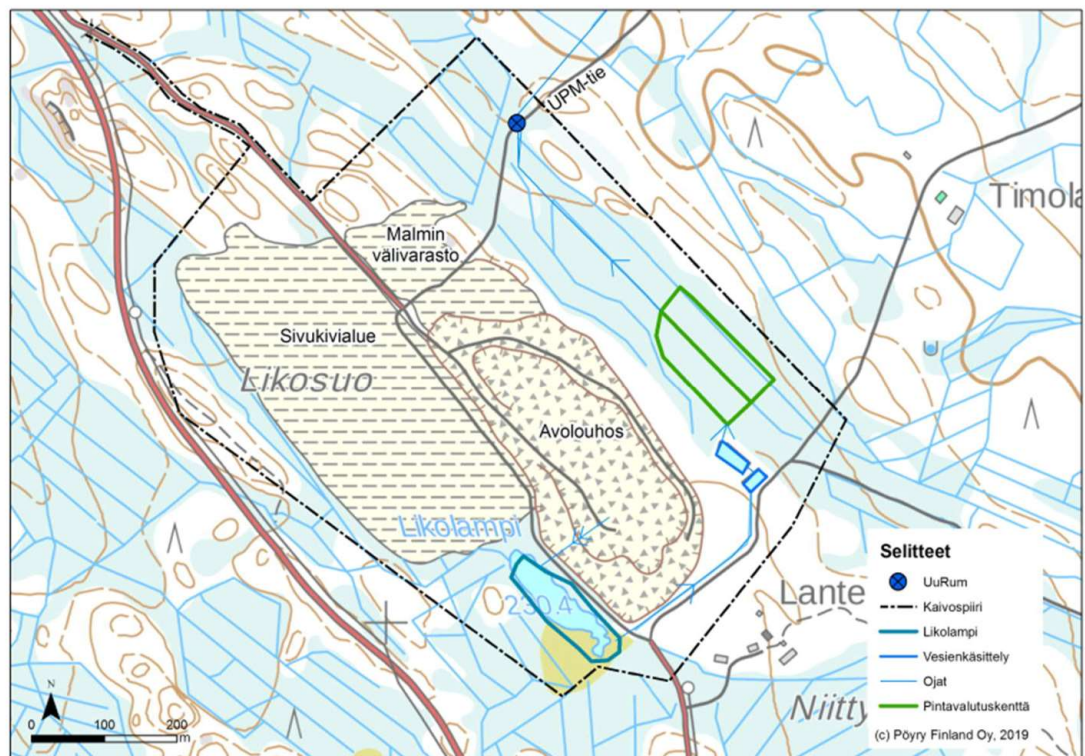 UPM-tie
Timola
Malmin
välivarasto
Sivukivialue
Likosuo
Avolouhos
Likolampi
230.4
Lante
Niitty
Selitteet
UuRum
Kaivospiiri
Likolampi
Vesienkäsittely
Ojat
Pintavalutuskenttä
(c) Pöyry Finland Oy, 2019
N
0 100 200
m